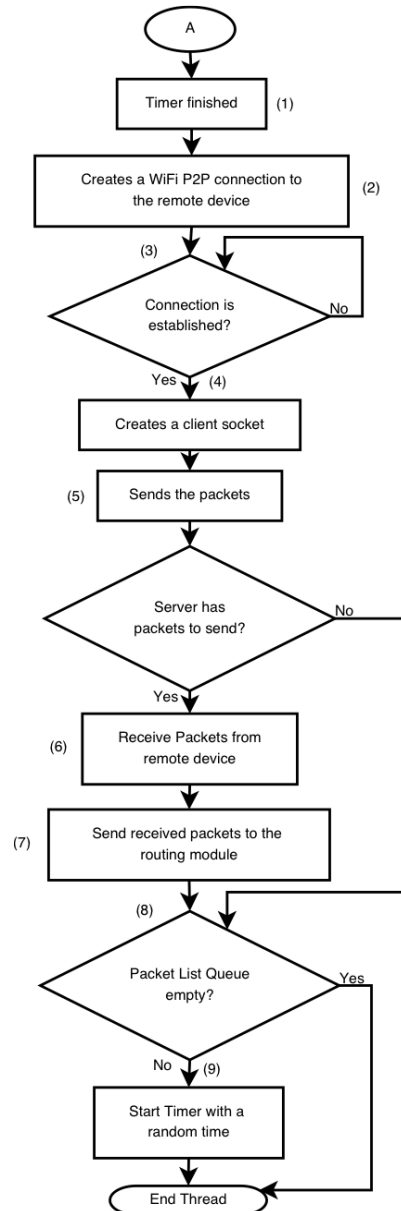 A
Timer finished
(1)
Creates a WiFi P2P connection to
the remote device
(2)
(3)
Connection is
established?
No
Yes
(4)
Creates a client socket
(5)
Sends the packets
Server has
packets to send?
No
Yes
(6)
Receive Packets from
remote device
(7)
Send received packets to the
routing module
(8)
Packet List Queue
empty?
Yes
No
(9)
Start Timer with a
random time
End Thread